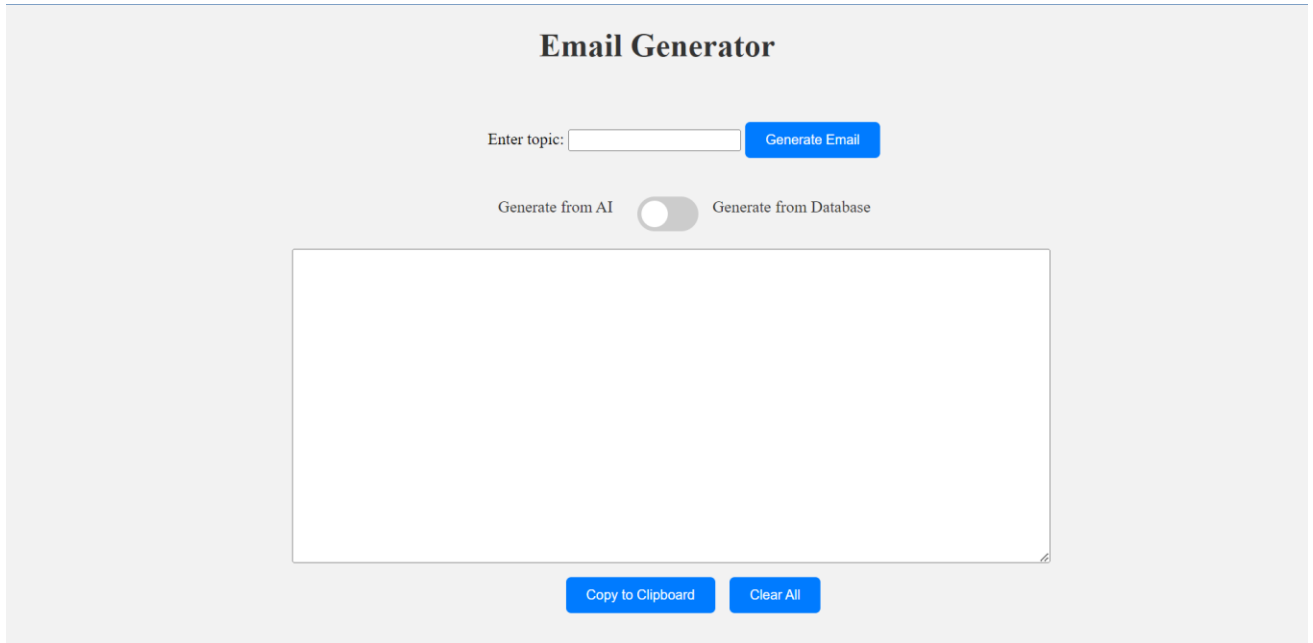 Email Generator
Enter topic: Generate Email
Generate from AI Generate from Database
Copy to Clipboard Clear All